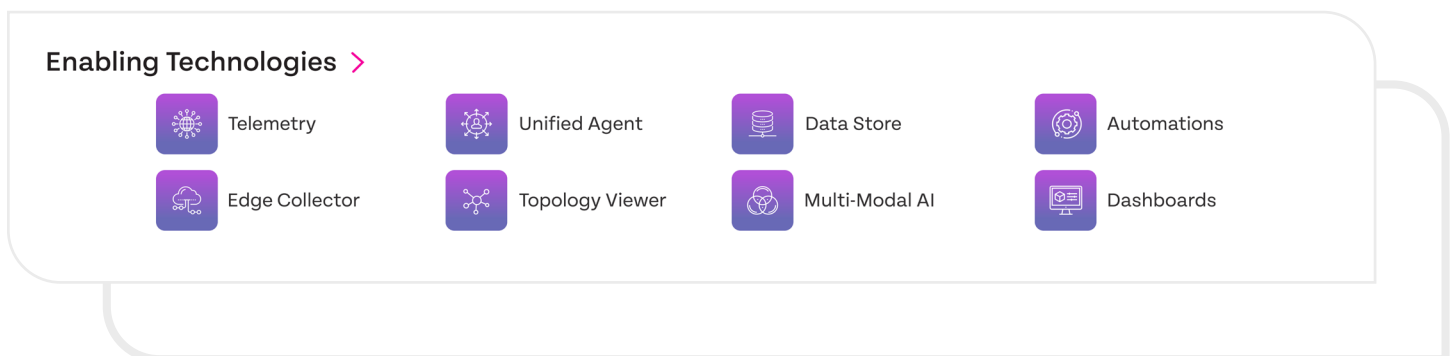 Enabling Technologies
Telemetry
Unified Agent
Data Store
Automations
Edge Collector
Topology Viewer
Multi-Modal AI
Dashboards